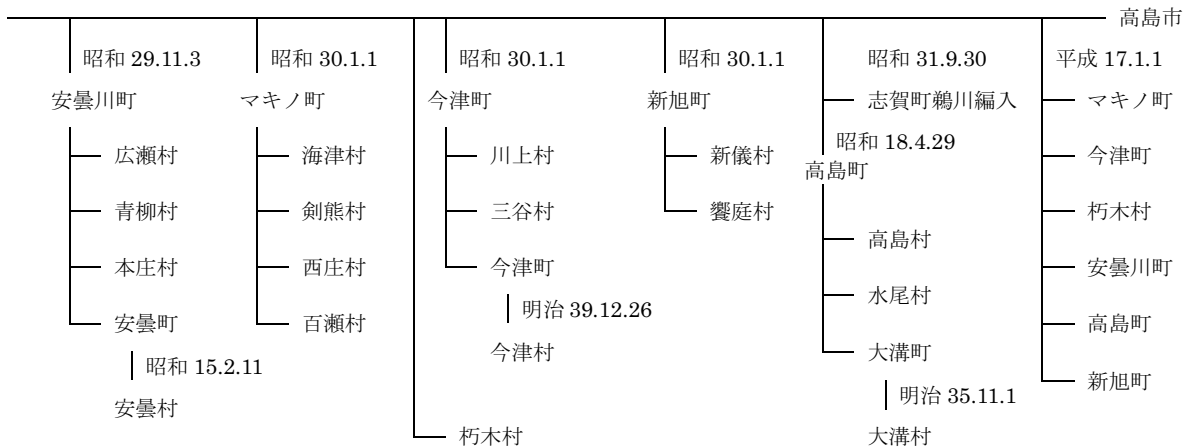 高島市
昭和 29.11.3
昭和 30.1.1
昭和 30.1.1
昭和 30.1.1
昭和 31.9.30
平成 17.1.1
安曇川町
マキノ町
今津町
新旭町
志賀町鵜川編入
マキノ町
昭和 18.4.29
高島町
広瀬村
海津村
川上村
新儀村
今津町
青柳村
剣熊村
三谷村
饗庭村
朽木村
高島村
本庄村
西庄村
今津町
安曇川町
水尾村
明治 39.12.26
安曇町
百瀬村
高島町
今津村
大溝町
昭和 15.2.11
新旭町
明治 35.11.1
安曇村
朽木村
大溝村